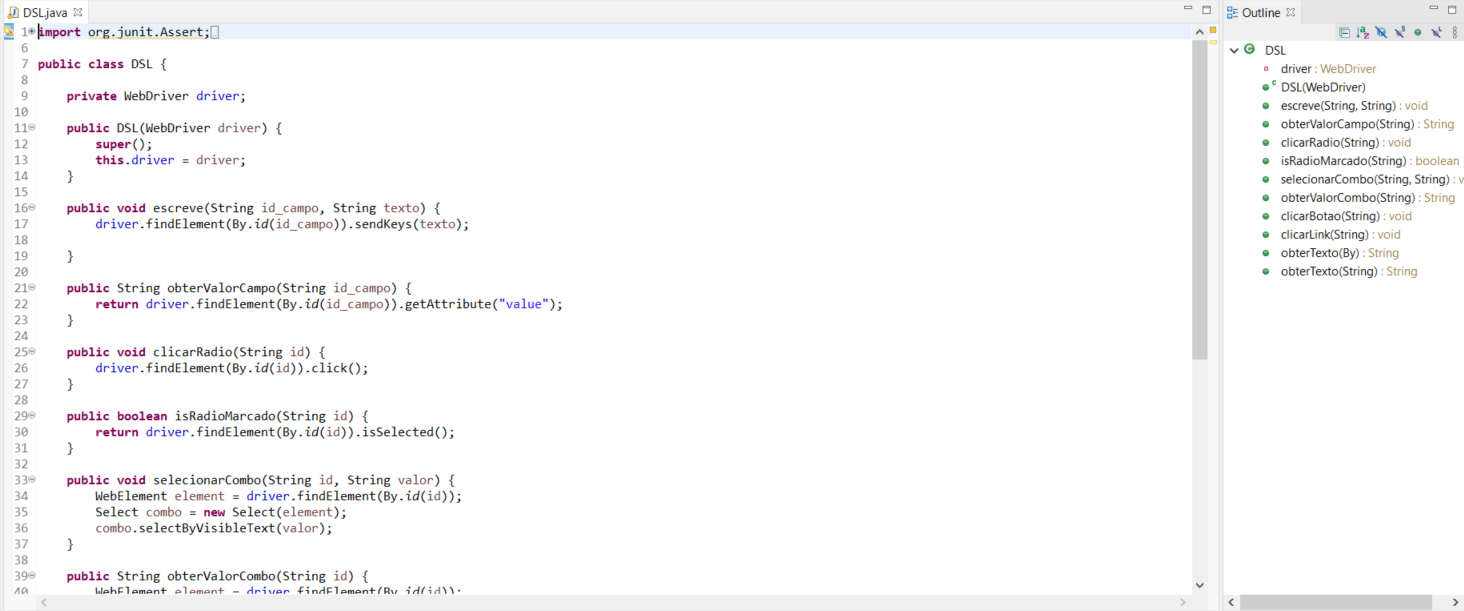 DSL.java
1 import org.junit.Assert;
6
7 public class DSL {
8
9     private WebDriver driver;
10
11     public DSL(WebDriver driver) {
12         super();
13         this.driver = driver;
14     }
15
16     public void escreve(String id_campo, String texto) {
17         driver.findElement(By.id(id_campo)).sendKeys(texto);
18
19     }
20
21     public String obterValorCampo(String id_campo) {
22         return driver.findElement(By.id(id_campo)).getAttribute("value");
23     }
24
25     public void clicarRadio(String id) {
26         driver.findElement(By.id(id)).click();
27     }
28
29     public boolean isRadioMarcado(String id) {
30         return driver.findElement(By.id(id)).isSelected();
31     }
32
33     public void selecionarCombo(String id, String valor) {
34         WebElement element = driver.findElement(By.id(id));
35         Select combo = new Select(element);
36         combo.selectByVisibleText(valor);
37     }
38
39     public String obterValorCombo(String id) {
40         WebElement element = driver.findElement(By.id(id));
Outline
DSL
driver : WebDriver
DSL(WebDriver)
escreve(String, String) : void
obterValorCampo(String) : String
clicarRadio(String) : void
isRadioMarcado(String) : boolean
selecionarCombo(String, String) : v
obterValorCombo(String) : String
clicarBotao(String) : void
clicarLink(String) : void
obterTexto(By) : String
obterTexto(String) : String